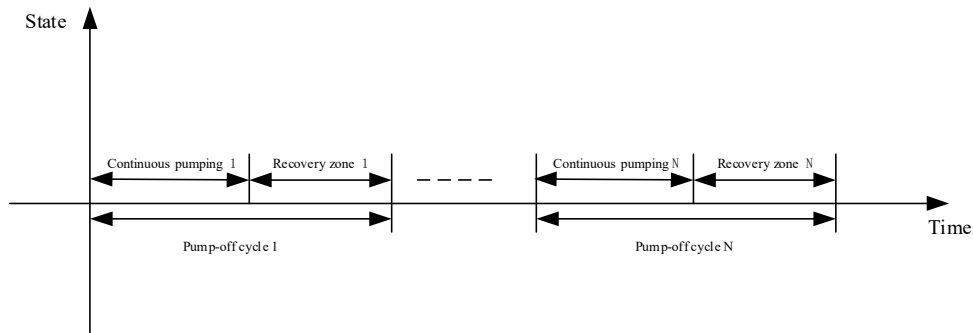 State
Continuous pumping 1
Recovery zone 1
Continuous pumping N
Recovery zone N
Time
Pump-off cycle 1
Pump-off cycle N